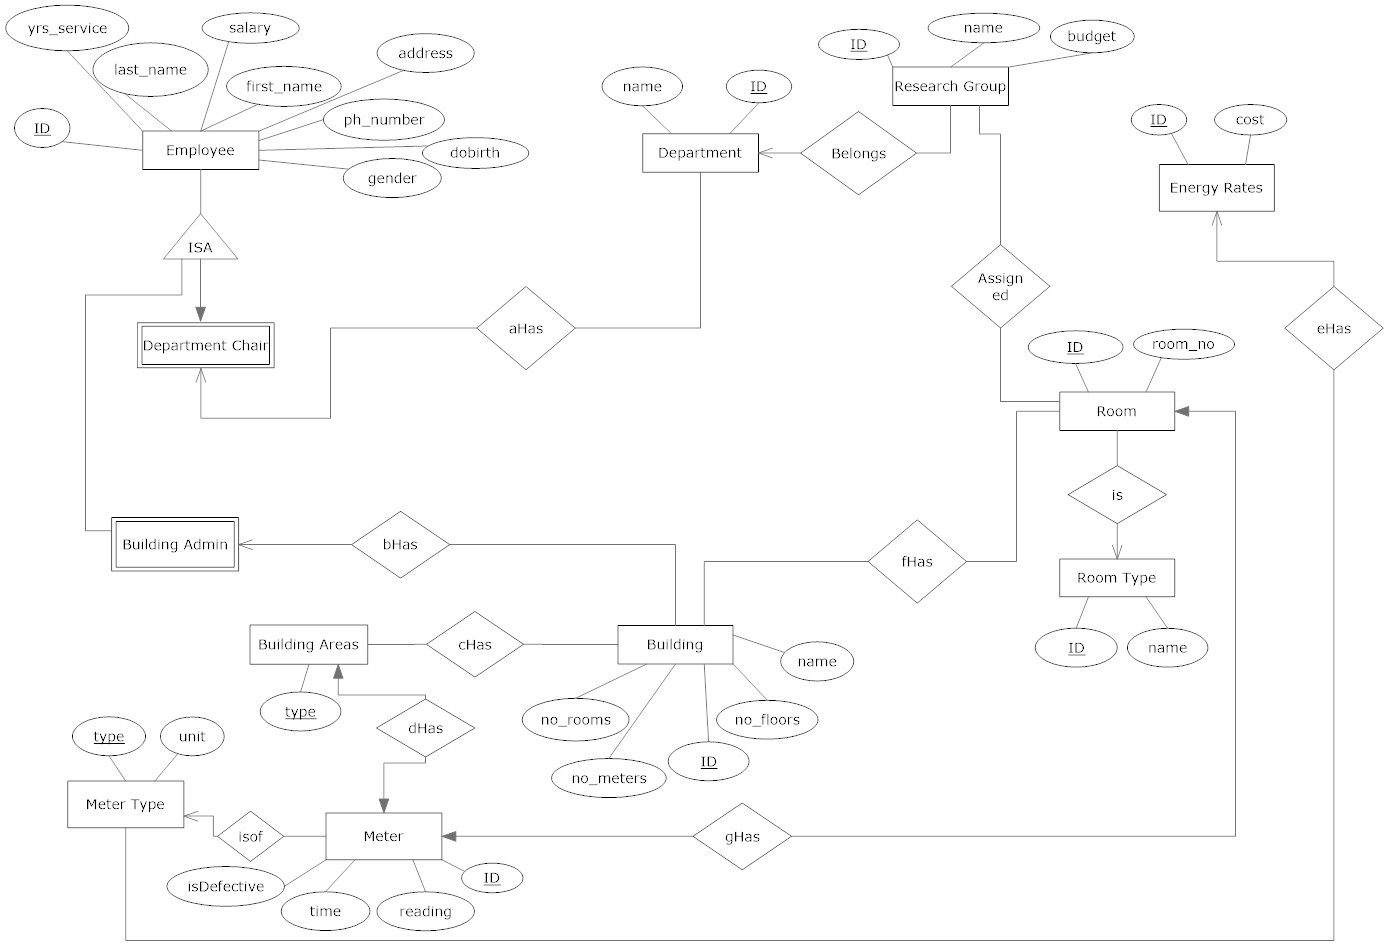 yrs_service
salary
last_name
first_name
address
ID
ph_number
Employee
dobirth
gender
ISA
Department Chair
name
ID
Department
ID
name
budget
Research Group
Belongs
ID
cost
Energy Rates
Assign
ed
aHas
eHas
ID
room_no
Room
is
Room Type
ID
name
Building Admin
bHas
fHas
Building Areas
cHas
Building
name
type
no_rooms
no_floors
no_meters
ID
dHas
type
unit
Meter Type
isof
Meter
gHas
isDefective
time
reading
ID